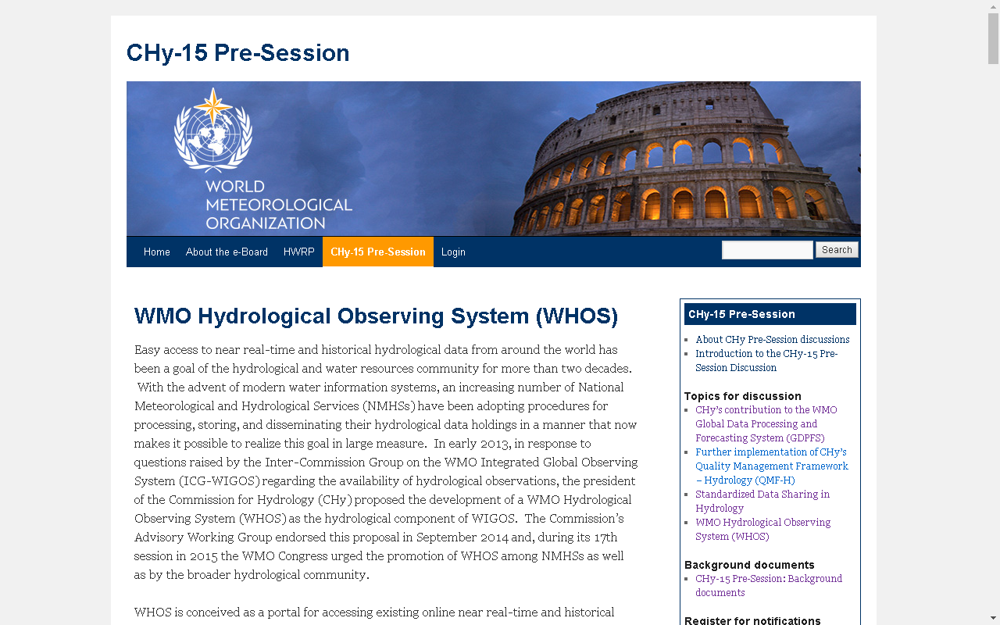 CHy-15 Pre-Session
WORLD
METEOROLOGICAL
ORGANIZATION
Home About the e-Board HWRP CHy-15 Pre-Session Login Search
WMO Hydrological Observing System (WHOS)
Easy access to near real-time and historical hydrological data from around the world has
been a goal of the hydrological and water resources community for more than two decades.
With the advent of modern water information systems, an increasing number of National
Meteorological and Hydrological Services (NMHSs) have been adopting procedures for
processing, storing, and disseminating their hydrological data holdings in a manner that now
makes it possible to realize this goal in large measure. In early 2013, in response to
questions raised by the Inter-Commission Group on the WMO Integrated Global Observing
System (ICG-WIGOS) regarding the availability of hydrological observations, the president
of the Commission for Hydrology (CHy) proposed the development of a WMO Hydrological
Observing System (WHOS) as the hydrological component of WIGOS. The Commission's
Advisory Working Group endorsed this proposal in September 2014 and, during its 17th
session in 2015 the WMO Congress urged the promotion of WHOS among NMHSs as well
as by the broader hydrological community.
WHOS is conceived as a portal for accessing existing online near real-time and historical
CHy-15 Pre-Session
About CHy Pre-Session discussions
Introduction to the CHy-15 Pre-
Session Discussion
Topics for discussion
CHy's contribution to the WMO
Global Data Processing and
Forecasting System (GDPFS)
Further implementation of CHy's
Quality Management Framework
– Hydrology (QMF-H)
Standardized Data Sharing in
Hydrology
WMO Hydrological Observing
System (WHOS)
Background documents
CHy-15 Pre-Session: Background
documents
Register for notifications